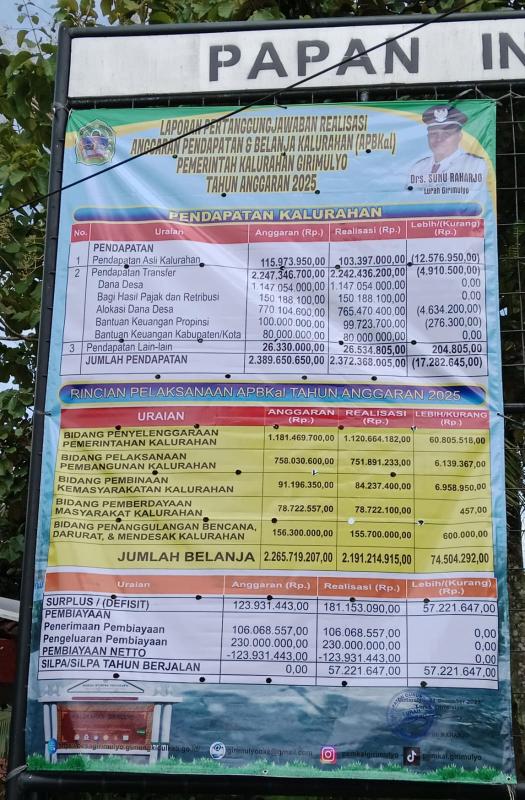 PAPAN IN
LAPORAN PERTANGGUNGJAWABAN REALISASI
ANGGARAN PENDAPATAN & BELANJA KALURAHAN (APBKal)
PEMERINTAH KALURAHAN GIRIMULYO
TAHUN ANGGARAN 2025
Drs. SUNU RAHARJO
Lurah Girimulyo
PENDAPATAN KALURAHAN
No. Uraian Anggaran (Rp.) Realisasi (Rp.) Lebih/(Kurang) (Rp.)
PENDAPATAN
1 Pendapatan Asli Kalurahan 115.973.950,00 103.397.000,00 (12.576.950,00)
2 Pendapatan Transfer 2.247.346.700,00 2.242.436.200,00 (4.910.500,00)
Dana Desa 1.147.054.000,00 1.147.054.000,00 0,00
Bagi Hasil Pajak dan Retribusi 150.188.100,00 150.188.100,00 0,00
Alokasi Dana Desa 770.104.600,00 765.470.400,00 (4.634.200,00)
Bantuan Keuangan Propinsi 100.000.000,00 99.723.700,00 (276.300,00)
Bantuan Keuangan Kabupaten/Kota 80.000.000,00 80.000.000,00 0,00
3 Pendapatan Lain-lain 26.330.000,00 26.534.805,00 204.805,00
JUMLAH PENDAPATAN 2.389.650.650,00 2.372.368.005,00 (17.282.645,00)
RINCIAN PELAKSANAAN APBKal TAHUN ANGGARAN 2025
URAIAN ANGGARAN (RP.) REALISASI (RP.) LEBIH/(KURANG) (RP.)
BIDANG PENYELENGGARAAN PEMERINTAHAN KALURAHAN 1.181.469.700,00 1.120.664.182,00 60.805.518,00
BIDANG PELAKSANAAN PEMBANGUNAN KALURAHAN 758.030.600,00 751.891.233,00 6.139.367,00
BIDANG PEMBINAAN KEMASYARAKATAN KALURAHAN 91.196.350,00 84.237.400,00 6.958.950,00
BIDANG PEMBERDAYAAN MASYARAKAT KALURAHAN 78.722.557,00 78.722.100,00 457,00
BIDANG PENANGGULANGAN BENCANA, DARURAT, & MENDESAK KALURAHAN 156.300.000,00 155.700.000,00 600.000,00
JUMLAH BELANJA 2.265.719.207,00 2.191.214.915,00 74.504.292,00
Uraian Anggaran (Rp.) Realisasi (Rp.) Lebih/(Kurang) (Rp.)
SURPLUS / (DEFISIT) 123.931.443,00 181.153.090,00 57.221.647,00
PEMBIAYAAN
Penerimaan Pembiayaan 106.068.557,00 106.068.557,00 0,00
Pengeluaran Pembiayaan 230.000.000,00 230.000.000,00 0,00
PEMBIAYAAN NETTO -123.931.443,00 -123.931.443,00 0,00
SILPA/SILPA TAHUN BERJALAN 0,00 57.221.647,00 57.221.647,00
girimulyo
pemkalgirimulyo
pemkal.girimulyo